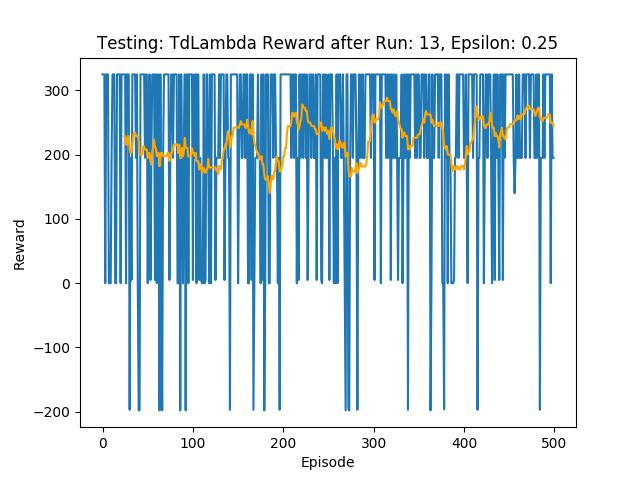 Testing: TdLambda Reward after Run: 13, Epsilon: 0.25
300
200
100
0
−100
−200
Reward
0 100 200 300 400 500
Episode